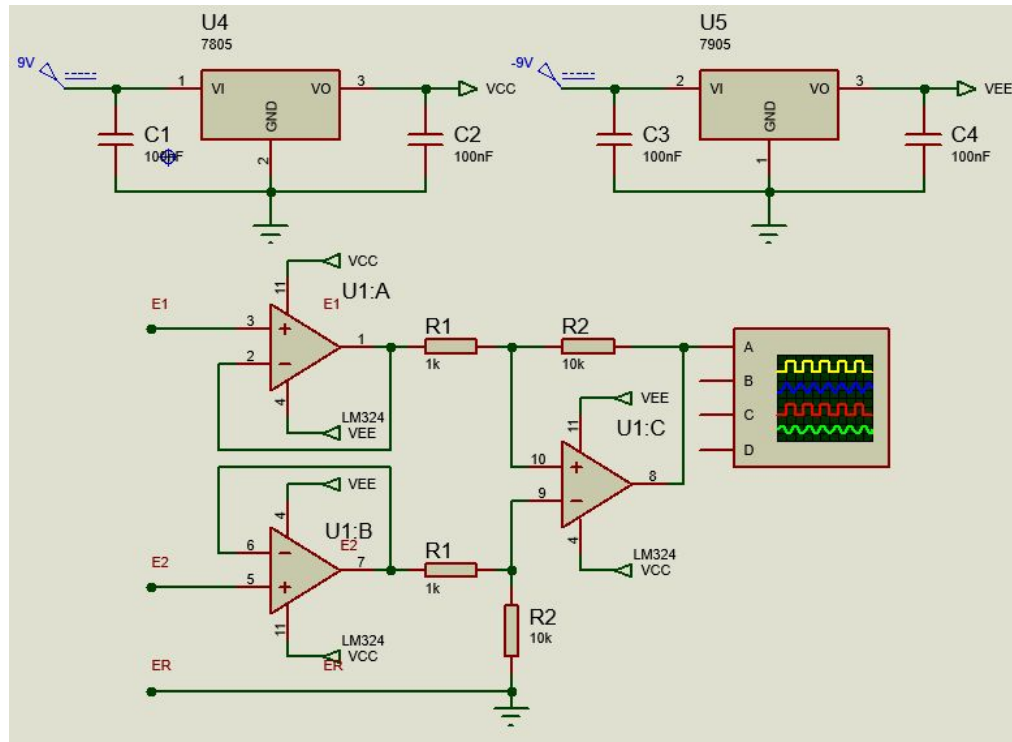 U4
7805
9V
1
VI
VO
3
VCC
GND
2
C1
100nF
C2
100nF
U5
7905
-9V
2
VI
VO
3
VEE
GND
1
C3
100nF
C4
100nF
VCC
11
U1:A
E1
E1
3
1
2
4
LM324
VEE
R1
1k
R2
10k
A
B
C
D
VEE
11
U1:C
10
9
8
4
LM324
VCC
VEE
4
U1:B
E2
6
7
E2
5
11
LM324
VCC
R1
1k
R2
10k
ER
ER